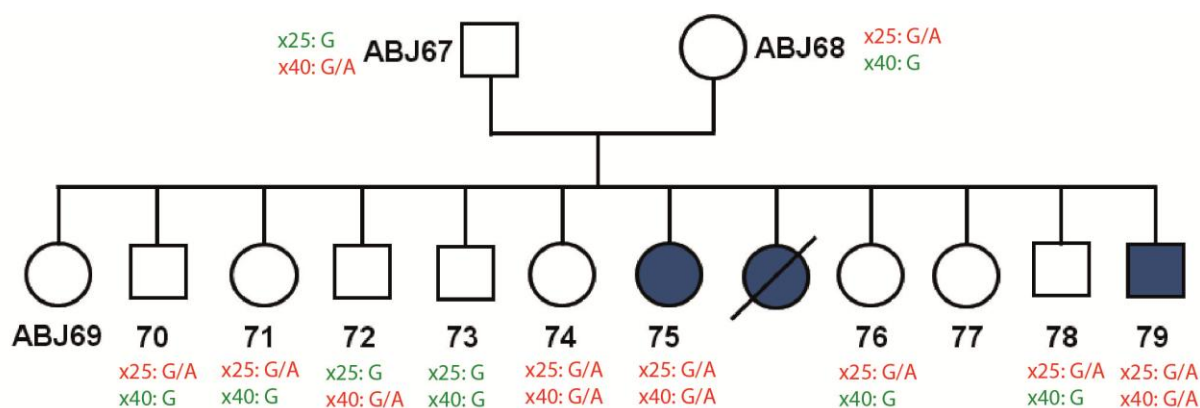 x25: G
x40: G/A
ABJ67
ABJ68
x25: G/A
x40: G
ABJ69
70
x25: G/A
x40: G
71
x25: G/A
x40: G
72
x25: G
x40: G/A
73
x25: G
x40: G
74
x25: G/A
x40: G/A
75
x25: G/A
x40: G/A
76
x25: G/A
x40: G
77
78
x25: G/A
x40: G
79
x25: G/A
x40: G/A